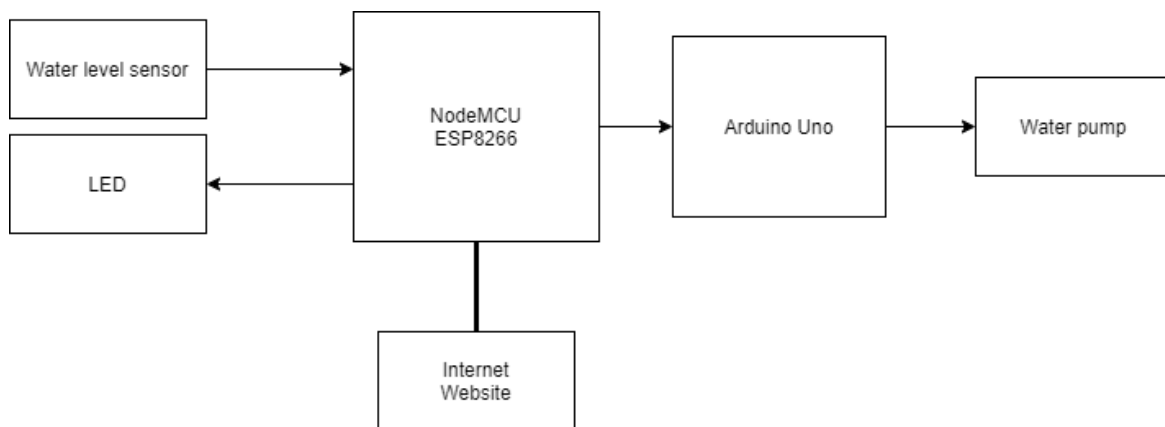 Water level sensor
NodeMCU
ESP8266
Arduino Uno
Water pump
LED
Internet
Website